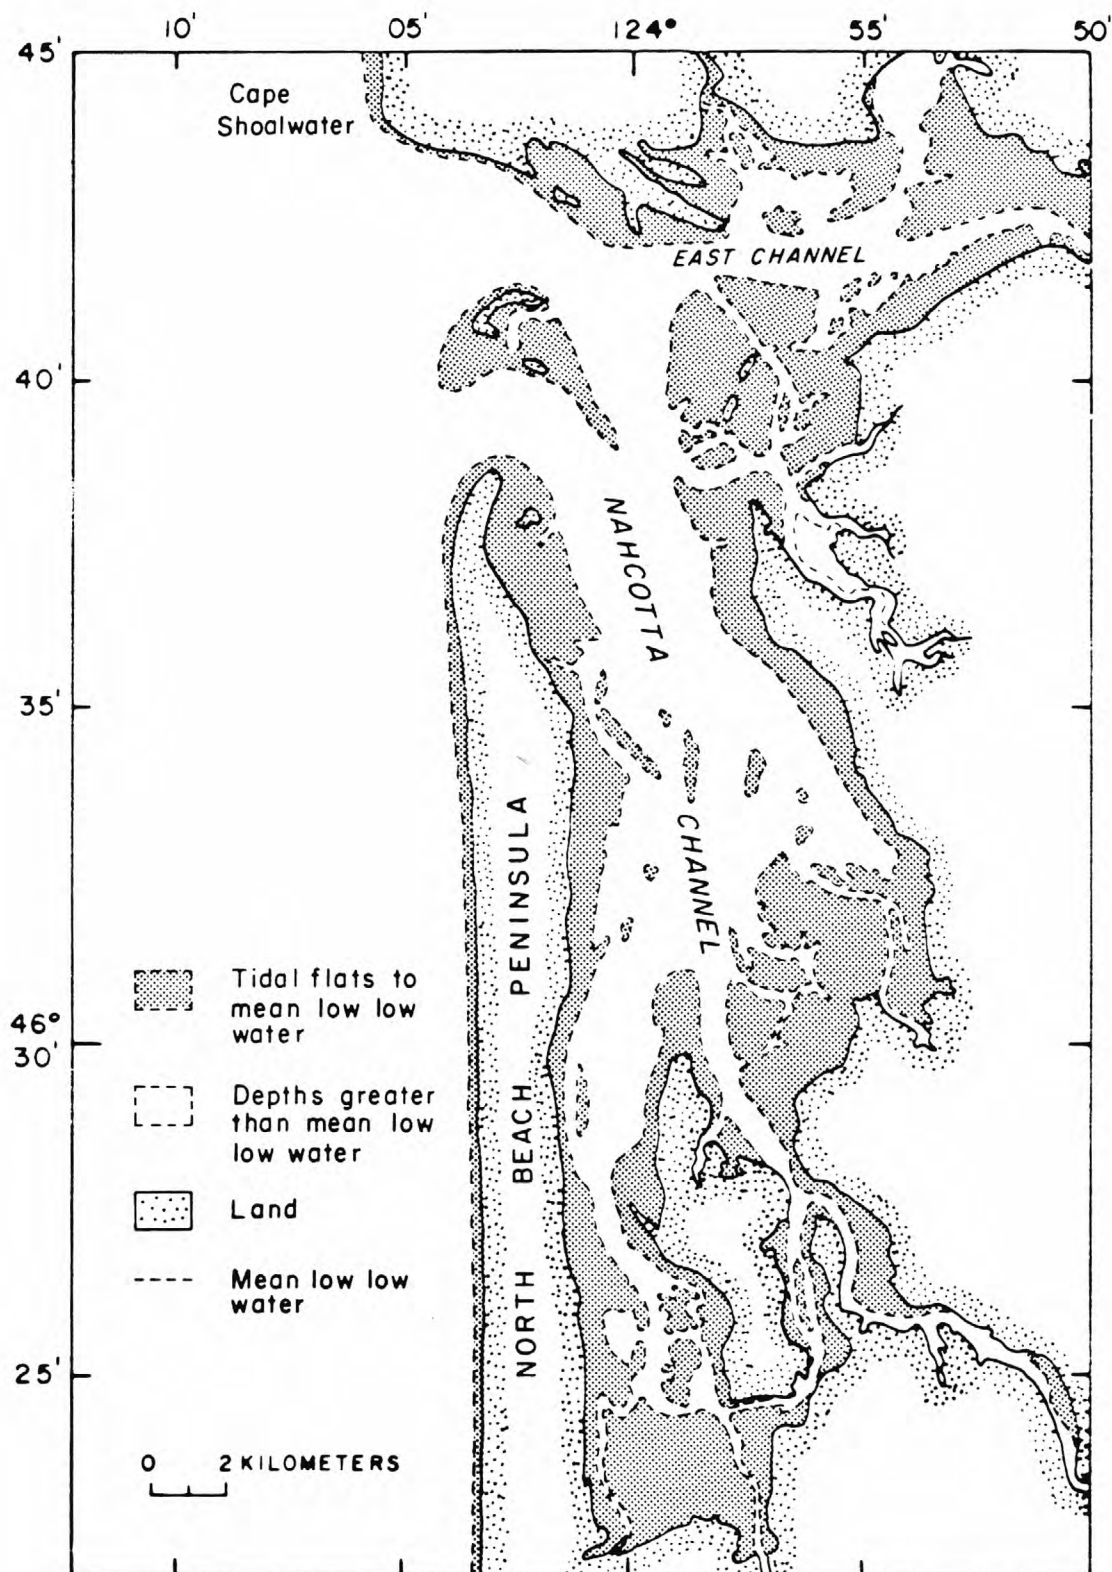 10' 05' 124° 55' 50'
45'
Cape
Shoalwater
EAST CHANNEL
40'
NAHCOTTA
35'
CHANNEL
NORTH BEACH PENINSULA
Tidal flats to
mean low low
water
46°
30'
Depths greater
than mean low
low water
Land
Mean low low
water
25'
0 2 KILOMETERS